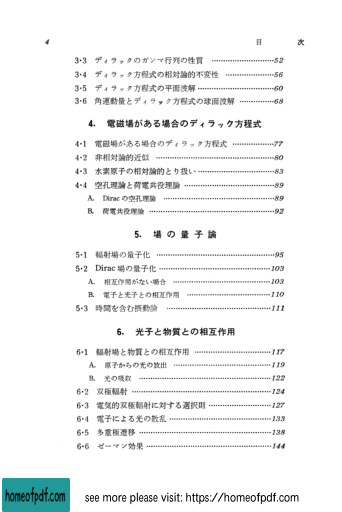 4 目 次
3・3 ディラックのガンマ行列の性質 …………………52
3・4 ディラック方程式の相対論的不変性 ………………56
3・5 ディラック方程式の平面波解………………………60
3・6 角運動量とディラック方程式の球面波解 …………68
4. 電磁場がある場合のディラック方程式
4・1 電磁場がある場合のディラック方程式 ……………77
4・2 非相対論的近似 ……………………………………80
4・3 水素原子の相対論的とり扱い………………………83
4・4 空孔理論と荷電共役理論 …………………………89
A. Dirac の空孔理論 …………………………………89
B. 荷電共役理論 ………………………………………92
5. 場の量子論
5・1 輻射場の量子化 ……………………………………95
5・2 Dirac 場の量子化 …………………………………103
A. 相互作用がない場合 ………………………………103
B. 電子と光子との相互作用 …………………………110
5・3 時間を含む摂動論 …………………………………111
6. 光子と物質との相互作用
6・1 輻射場と物質との相互作用 ………………………117
A. 原子からの光の放出 ………………………………119
B. 光の吸収 ……………………………………………122
6・2 双極輻射 ……………………………………………124
6・3 電気的双極輻射に対する選択則 …………………127
6・4 電子による光の散乱 ………………………………133
6・5 多重極遷移 …………………………………………138
6・6 ゼーマン効果 ………………………………………144
homeofpdf.com see more please visit: https://homeofpdf.com